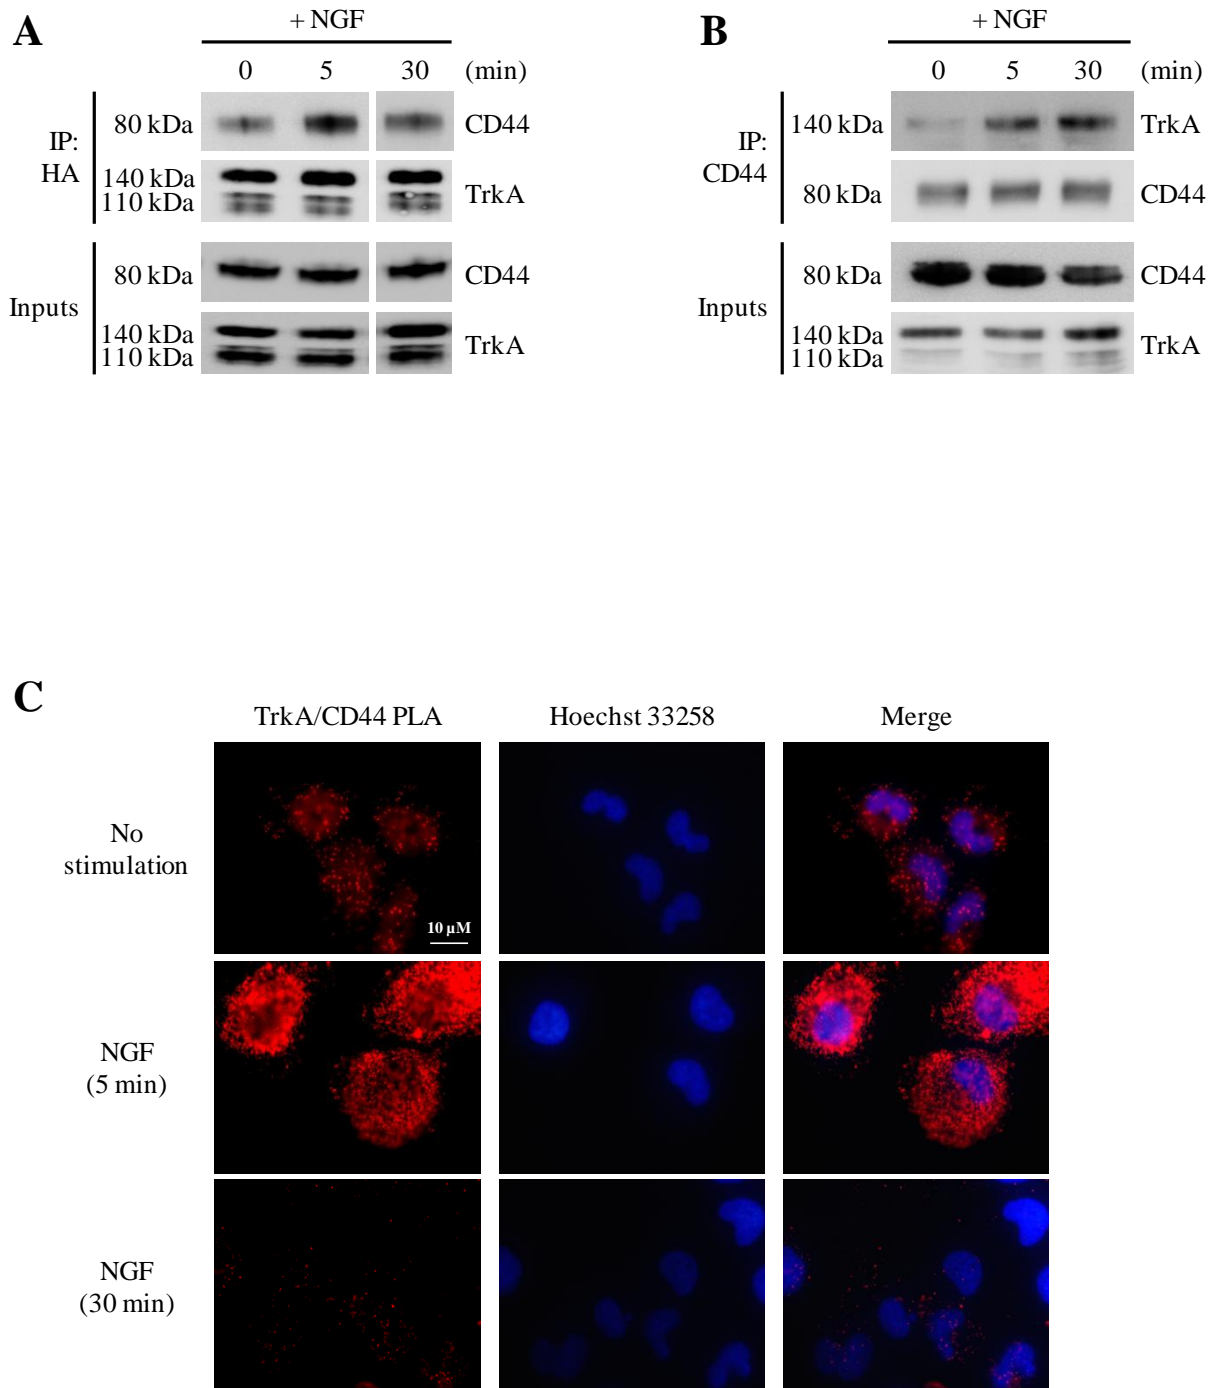 A
+ NGF
0 5 30 (min)
IP: HA
80 kDa CD44
140 kDa
110 kDa TrkA
Inputs
80 kDa CD44
140 kDa
110 kDa TrkA
B
+ NGF
0 5 30 (min)
IP: CD44
140 kDa TrkA
80 kDa CD44
Inputs
80 kDa CD44
140 kDa
110 kDa TrkA
C
TrkA/CD44 PLA Hoechst 33258 Merge
No
stimulation
10 µM
NGF
(5 min)
NGF
(30 min)